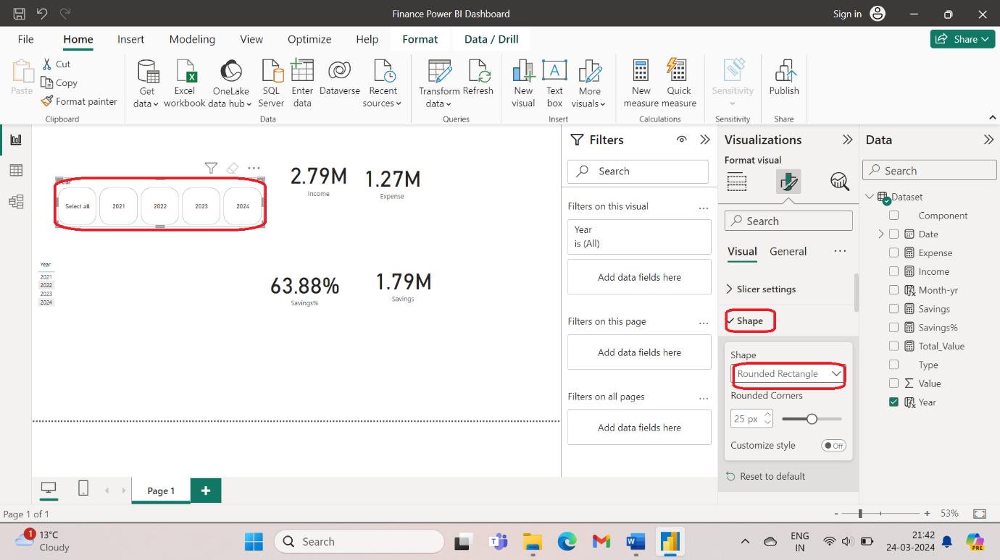 Finance Power BI Dashboard
Sign in
File
Home
Insert
Modeling
View
Optimize
Help
Format
Data / Drill
Share
Paste
Cut
Copy
Format painter
Clipboard
Get
data
Excel
workbook
OneLake
data hub
SQL
Server
Enter
data
Dataverse
Recent
sources
Data
Transform
data
Refresh
Queries
New
visual
Text
box
More
visuals
Insert
New
measure
Quick
measure
Calculations
Sensitivity
Sensitivity
Publish
Share
Select all
2021
2022
2023
2024
2.79M
Income
1.27M
Expense
Year
2021
2022
2023
2024
63.88%
Savings%
1.79M
Savings
Filters
Search
Filters on this visual
Year
is (All)
Add data fields here
Filters on this page
Add data fields here
Filters on all pages
Add data fields here
Visualizations
Format visual
Search
Visual
General
Slicer settings
Shape
Shape
Rounded Rectangle
Rounded Corners
25 px
Customize style
Off
Reset to default
Data
Search
Dataset
Component
Date
Expense
Income
Month-yr
Savings
Savings%
Total_Value
Type
Value
Year
Page 1
Page 1 of 1
- + 53%
1
13°C
Cloudy
Search
ENG
IN
21:42
24-03-2024
PRE